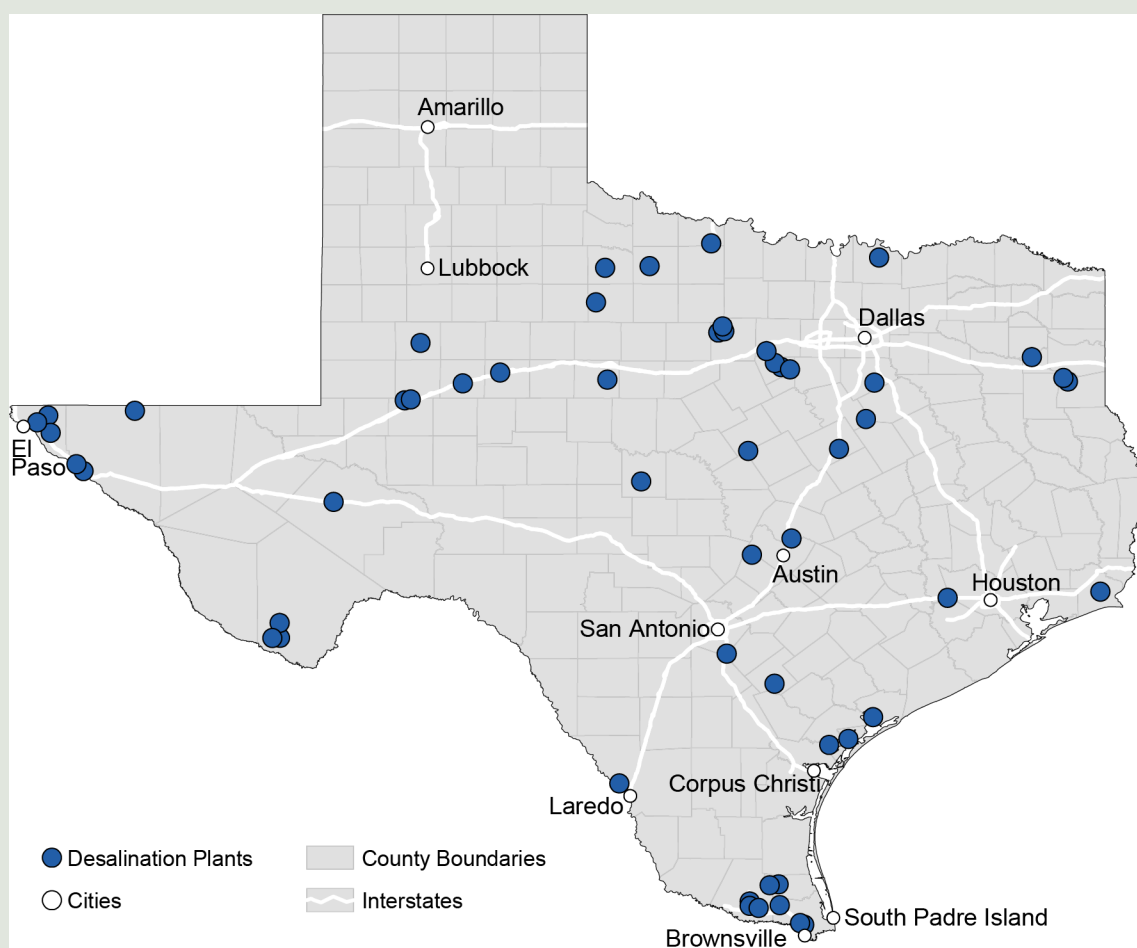 Amarillo
Lubbock
Dallas
El
Paso
Austin
Houston
San Antonio
Corpus Christi
Laredo
Desalination Plants
County Boundaries
Cities
Interstates
South Padre Island
Brownsville